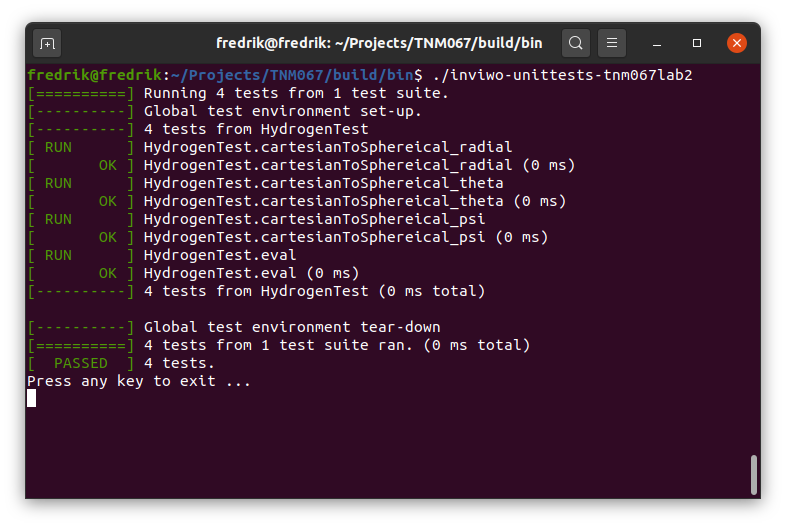 fredrik@fredrik: ~/Projects/TNM067/build/bin
fredrik@fredrik:~/Projects/TNM067/build/bin$ ./inviwo-unittests-tnm067lab2
[==========] Running 4 tests from 1 test suite.
[----------] Global test environment set-up.
[----------] 4 tests from HydrogenTest
[ RUN      ] HydrogenTest.cartesianToSphereical_radial
[       OK ] HydrogenTest.cartesianToSphereical_radial (0 ms)
[ RUN      ] HydrogenTest.cartesianToSphereical_theta
[       OK ] HydrogenTest.cartesianToSphereical_theta (0 ms)
[ RUN      ] HydrogenTest.cartesianToSphereical_psi
[       OK ] HydrogenTest.cartesianToSphereical_psi (0 ms)
[ RUN      ] HydrogenTest.eval
[       OK ] HydrogenTest.eval (0 ms)
[----------] 4 tests from HydrogenTest (0 ms total)
[----------] Global test environment tear-down
[==========] 4 tests from 1 test suite ran. (0 ms total)
[  PASSED  ] 4 tests.
Press any key to exit ...